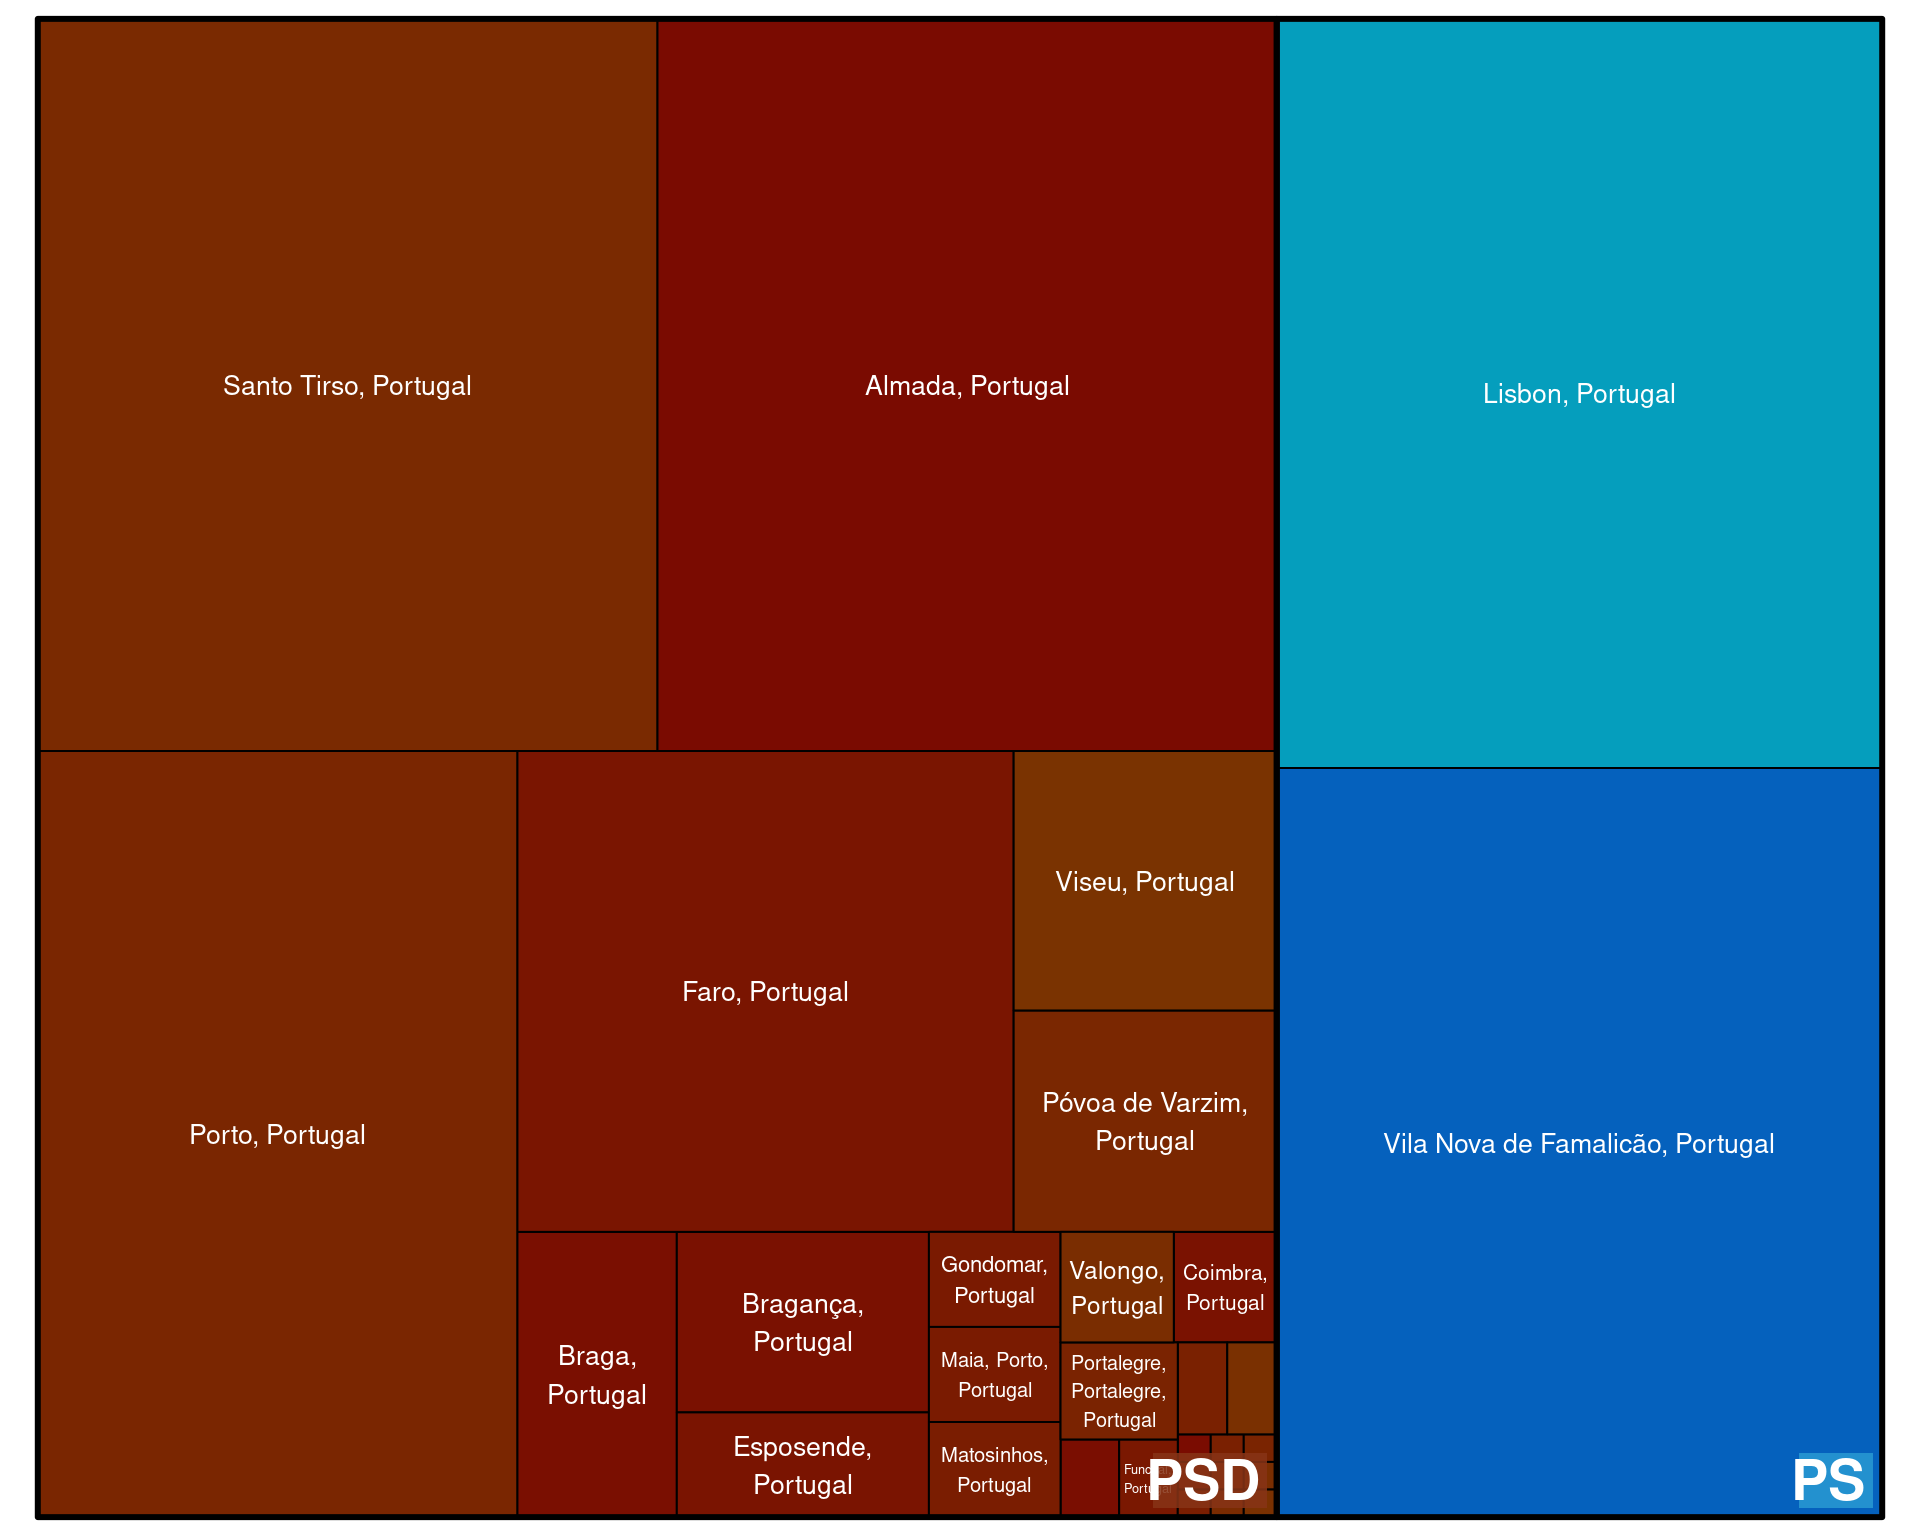 Santo Tirso, Portugal
Almada, Portugal
Lisbon, Portugal
Porto, Portugal
Faro, Portugal
Viseu, Portugal
Póvoa de Varzim,
Portugal
Vila Nova de Famalicão, Portugal
Braga,
Portugal
Bragança,
Portugal
Esposende,
Portugal
Gondomar,
Portugal
Maia, Porto,
Portugal
Matosinhos,
Portugal
Valongo,
Portugal
Coimbra,
Portugal
Portalegre,
Portalegre,
Portugal
PSD
PS